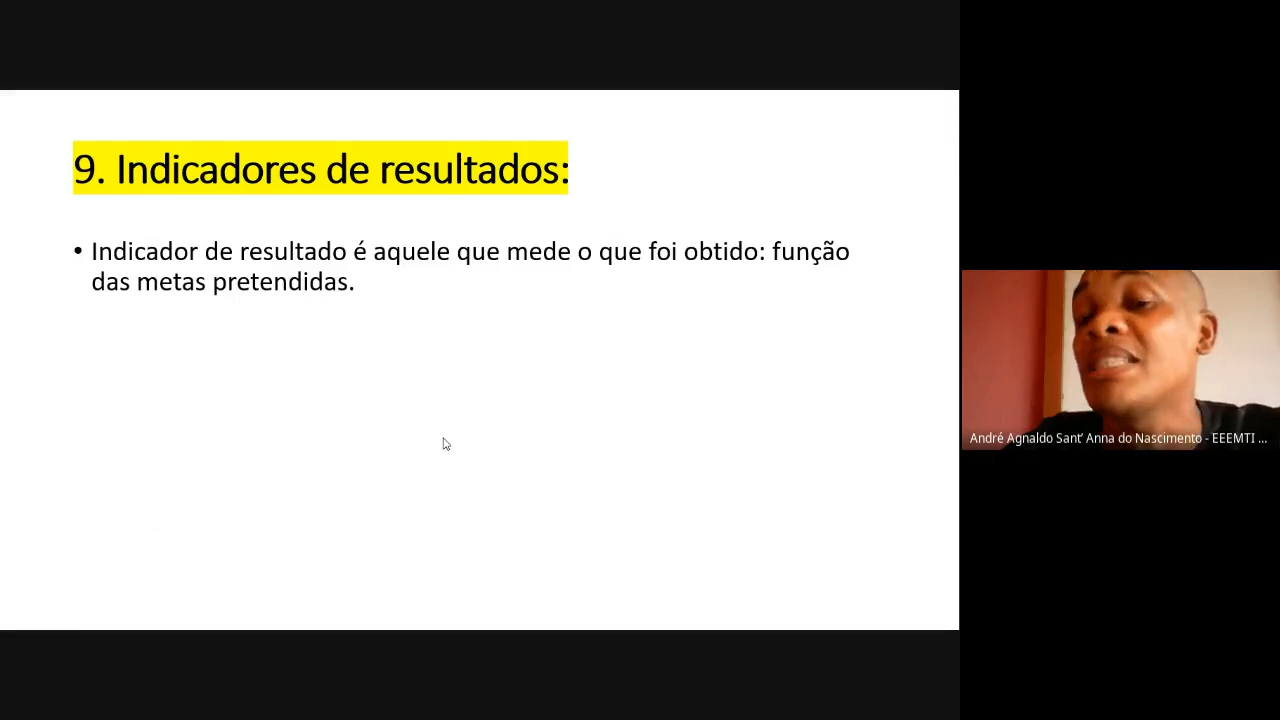 9. Indicadores de resultados:
• Indicador de resultado é aquele que mede o que foi obtido: função
das metas pretendidas.
André Agnaldo Sant’ Anna do Nascimento - EEEMTI ...